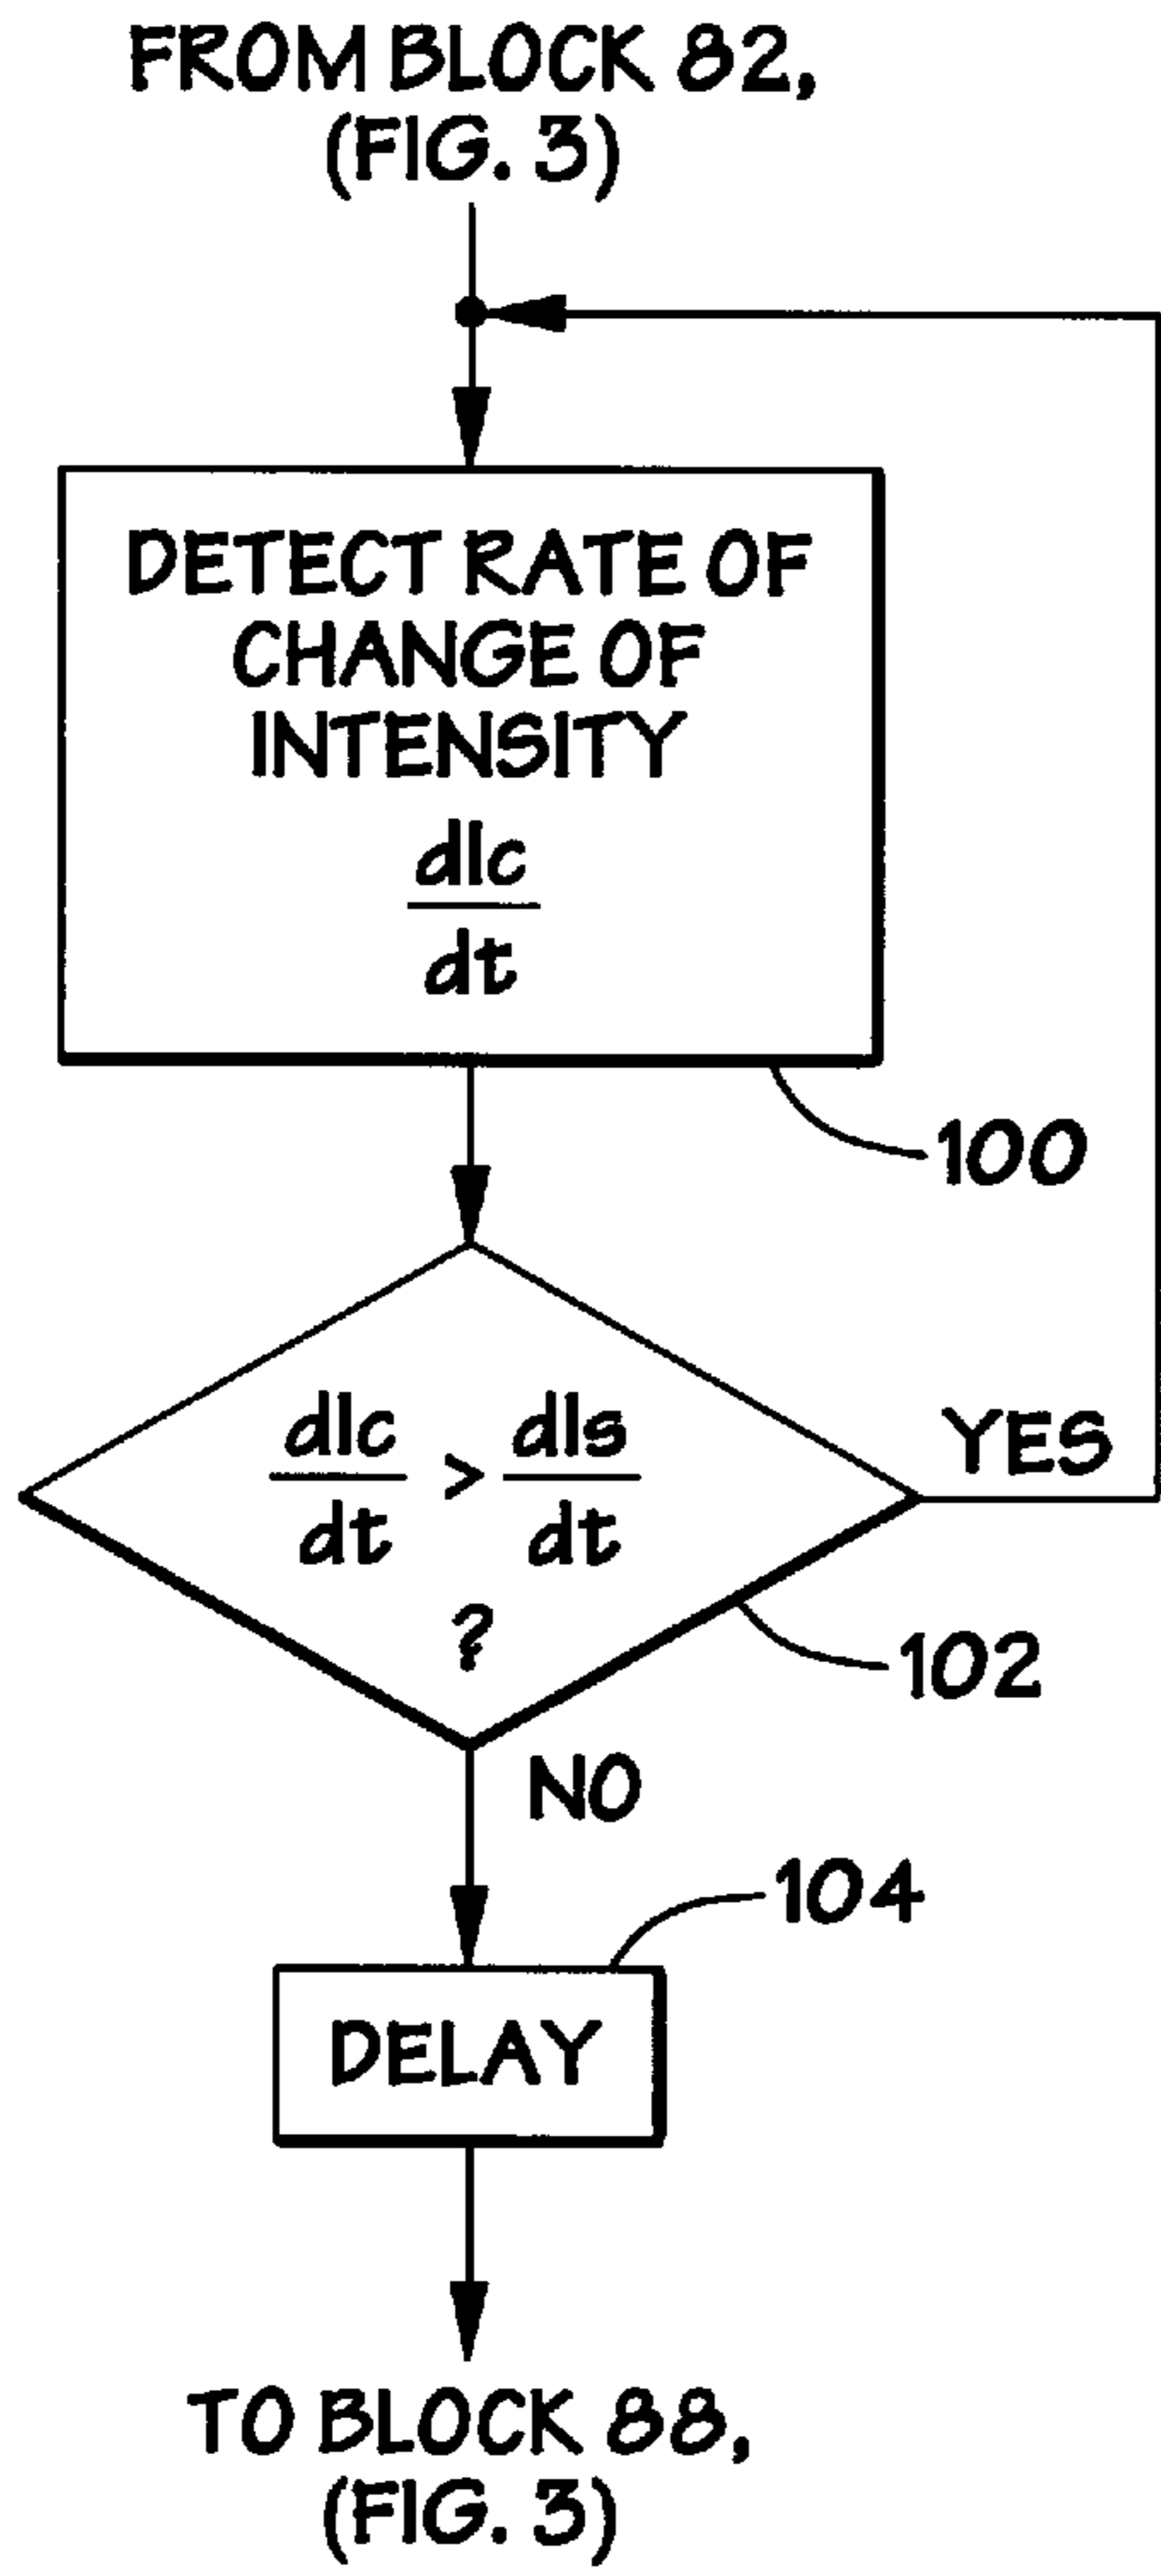 FROM BLOCK 82,
(FIG. 3)
DETECT RATE OF
CHANGE OF
INTENSITY
dIc
dt
100
dIc > dIs
dt dt
?
YES
102
NO
104
DELAY
TO BLOCK 88,
(FIG. 3)